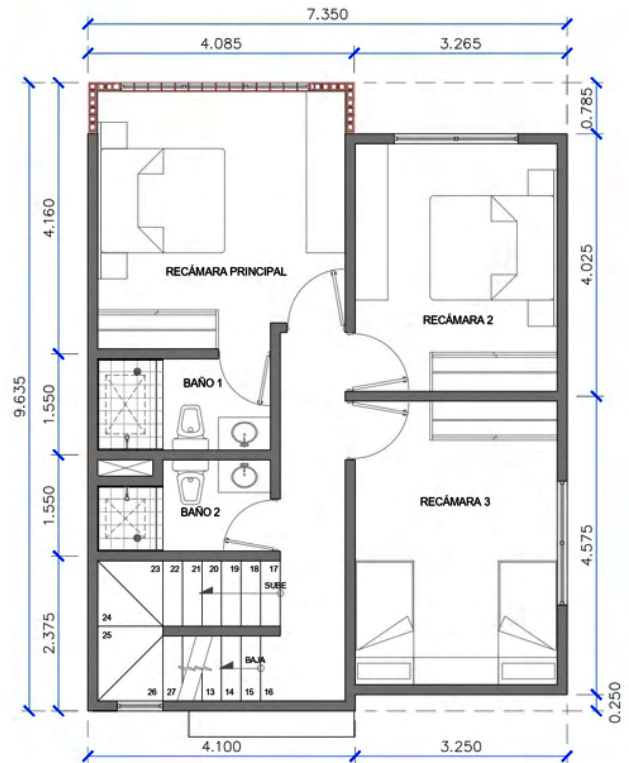 7.350
4.085 3.265
0.785
4.160
RECÁMARA PRINCIPAL
4.025
RECÁMARA 2
9.635
1.550
BAÑO 1
1.550
BAÑO 2
RECÁMARA 3
4.575
23 22 21 20 19 18 17
SUBE
24
25
2.375
BAJA
26 27 13 14 15 16
0.250
4.100 3.250